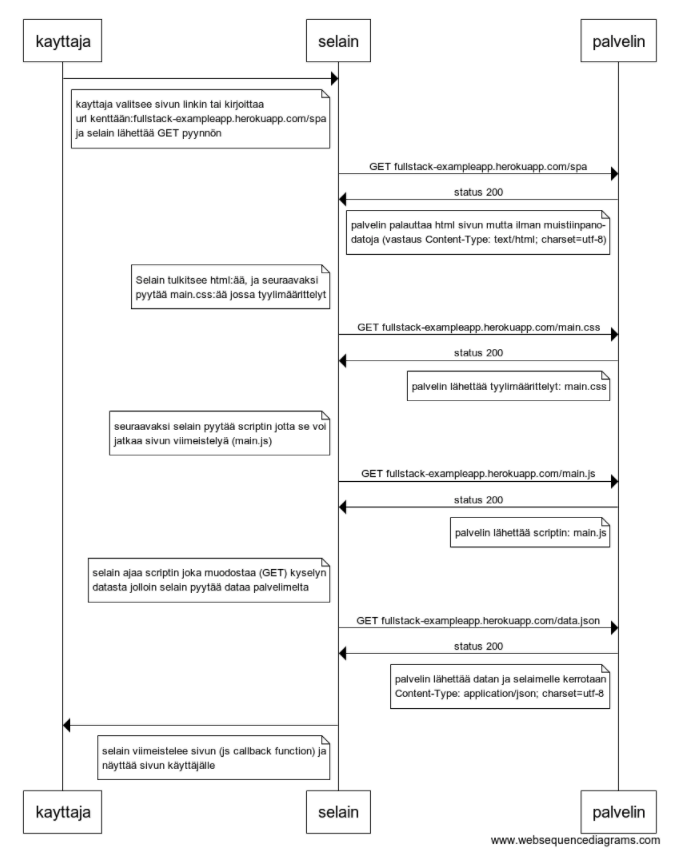 kayttaja
selain
palvelin
kayttaja valitsee sivun linkin tai kirjoittaa
url kenttään:fullstack-exampleapp.herokuapp.com/spa
ja selain lähettää GET pyynnön
GET fullstack-exampleapp.herokuapp.com/spa
status 200
palvelin palauttaa html sivun mutta ilman muistiinpano-
datoja (vastaus Content-Type: text/html; charset=utf-8)
Selain tulkitsee html:ää, ja seuraavaksi
pyytää main.css:ää jossa tyylimäärittelyt
GET fullstack-exampleapp.herokuapp.com/main.css
status 200
palvelin lähettää tyylimäärittelyt: main.css
seuraavaksi selain pyytää scriptin jotta se voi
jatkaa sivun viimeistelyä (main.js)
GET fullstack-exampleapp.herokuapp.com/main.js
status 200
palvelin lähettää scriptin: main.js
selain ajaa scriptin joka muodostaa (GET) kyselyn
datasta jolloin selain pyytää dataa palvelimelta
GET fullstack-exampleapp.herokuapp.com/data.json
status 200
palvelin lähettää datan ja selaimelle kerrotaan
Content-Type: application/json; charset=utf-8
selain viimeistelee sivun (js callback function) ja
näyttää sivun käyttäjälle
kayttaja
selain
palvelin
www.websequencediagrams.com